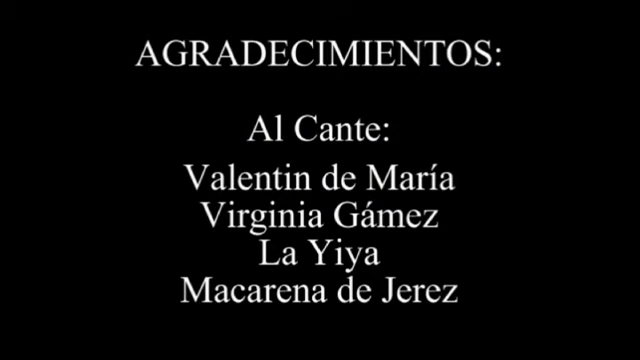 AGRADECIMIENTOS:
Al Cante:
Valentin de María
Virginia Gámez
La Yiya
Macarena de Jerez